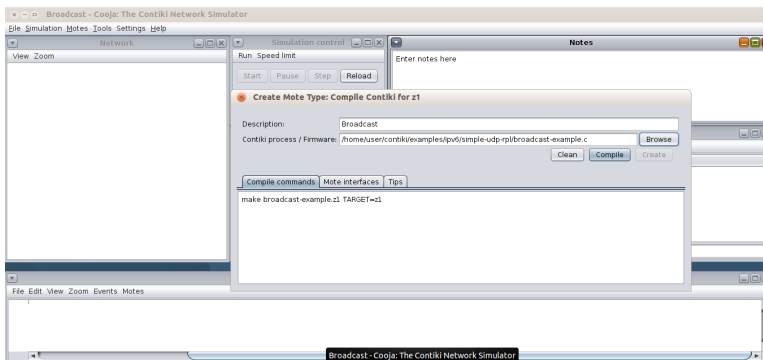 Broadcast - Cooja: The Contiki Network Simulator
File Simulation Motes Tools Settings Help
Network
View Zoom
Simulation control
Run Speed limit
Start Pause Step Reload
Notes
Enter notes here
Create Mote Type: Compile Contiki for z1
Description: Broadcast
Contiki process / Firmware: /home/user/contiki/examples/ipv6/simple-udp-rpl/broadcast-example.c Browse
Clean Compile Create
Compile commands Mote interfaces Tips
make broadcast-example.z1 TARGET=z1
File Edit View Zoom Events Motes
Broadcast - Cooja: The Contiki Network Simulator